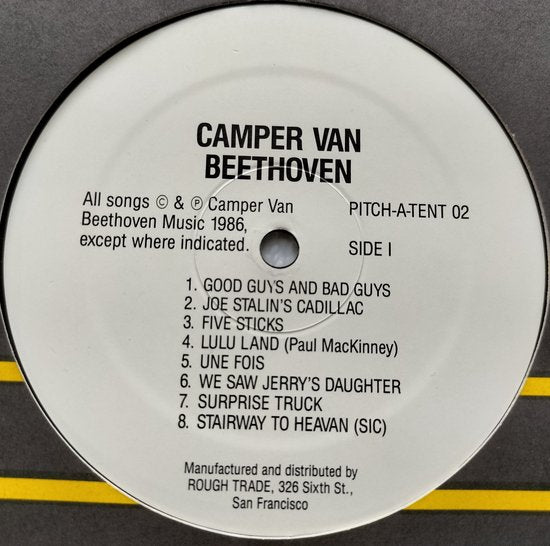 CAMPER VAN
BEETHOVEN
All songs © & ℗ Camper Van
Beethoven Music 1986,
except where indicated.
PITCH-A-TENT 02
SIDE I
1. GOOD GUYS AND BAD GUYS
2. JOE STALIN'S CADILLAC
3. FIVE STICKS
4. LULU LAND (Paul MacKinney)
5. UNE FOIS
6. WE SAW JERRY'S DAUGHTER
7. SURPRISE TRUCK
8. STAIRWAY TO HEAVAN (SIC)
Manufactured and distributed by
ROUGH TRADE, 326 Sixth St.,
San Francisco